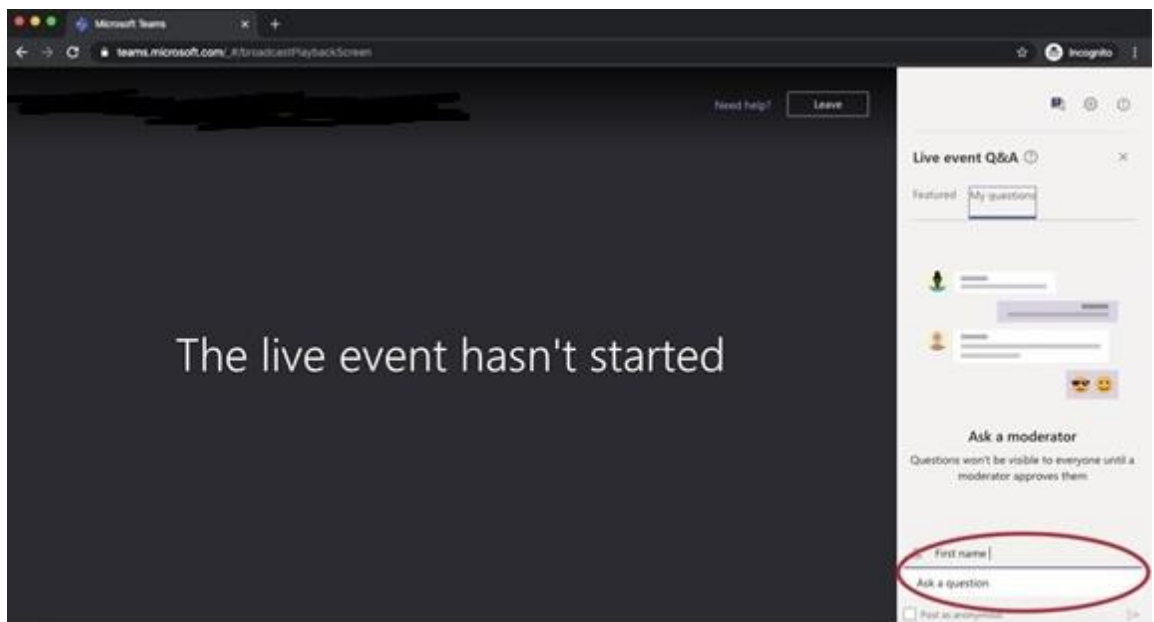 Microsoft Teams
teams.microsoft.com/_#/broadcastPlaybackScreen
Incognito
Need help?
Leave
Live event Q&A
Featured
My questions
The live event hasn't started
Ask a moderator
Questions won't be visible to everyone until a
moderator approves them
First name
Ask a question
Post as anonymous